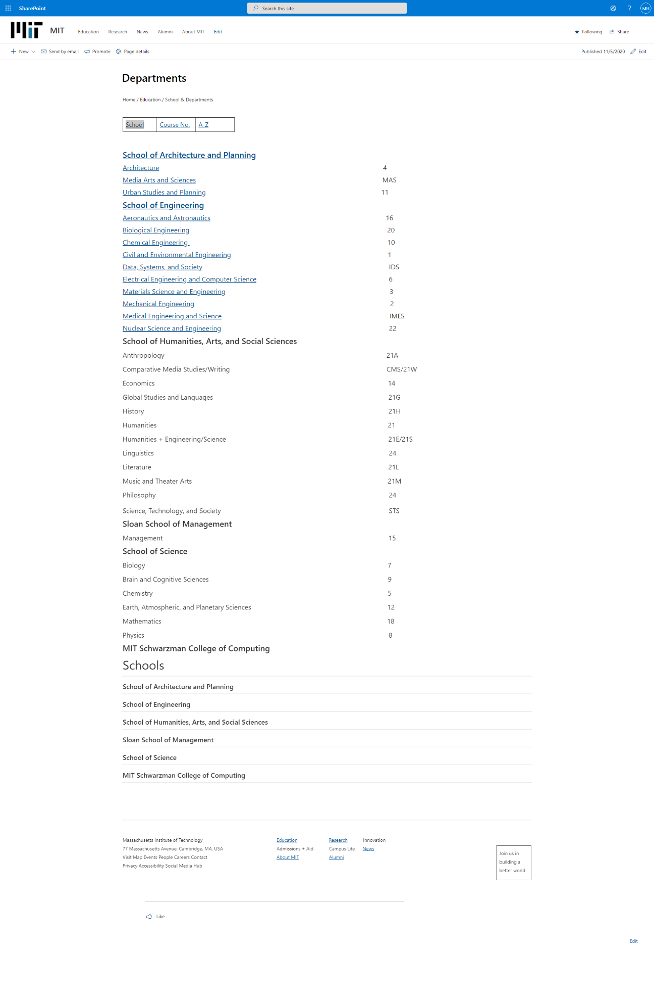 SharePoint
Search this site
MH
MIT MIT Education Research News Alumni About MIT Edit
Following Share
New Send by email Promote Page details
Published 11/5/2020 Edit
Departments
Home / Education / School & Departments
School Course No. A-Z
School of Architecture and Planning
Architecture 4
Media Arts and Sciences MAS
Urban Studies and Planning 11
School of Engineering
Aeronautics and Astronautics 16
Biological Engineering 20
Chemical Engineering 10
Civil and Environmental Engineering 1
Data, Systems, and Society IDS
Electrical Engineering and Computer Science 6
Materials Science and Engineering 3
Mechanical Engineering 2
Medical Engineering and Science IMES
Nuclear Science and Engineering 22
School of Humanities, Arts, and Social Sciences
Anthropology 21A
Comparative Media Studies/Writing CMS/21W
Economics 14
Global Studies and Languages 21G
History 21H
Humanities 21
Humanities + Engineering/Science 21E/21S
Linguistics 24
Literature 21L
Music and Theater Arts 21M
Philosophy 24
Science, Technology, and Society STS
Sloan School of Management
Management 15
School of Science
Biology 7
Brain and Cognitive Sciences 9
Chemistry 5
Earth, Atmospheric, and Planetary Sciences 12
Mathematics 18
Physics 8
MIT Schwarzman College of Computing
Schools
School of Architecture and Planning
School of Engineering
School of Humanities, Arts, and Social Sciences
Sloan School of Management
School of Science
MIT Schwarzman College of Computing
Massachusetts Institute of Technology
77 Massachusetts Avenue, Cambridge, MA, USA
Visit Map Events People Careers Contact
Privacy Accessibility Social Media Hub
Education Research Innovation
Admissions + Aid Campus Life News
About MIT Alumni
Join us in
building a
better world
Like
Edit